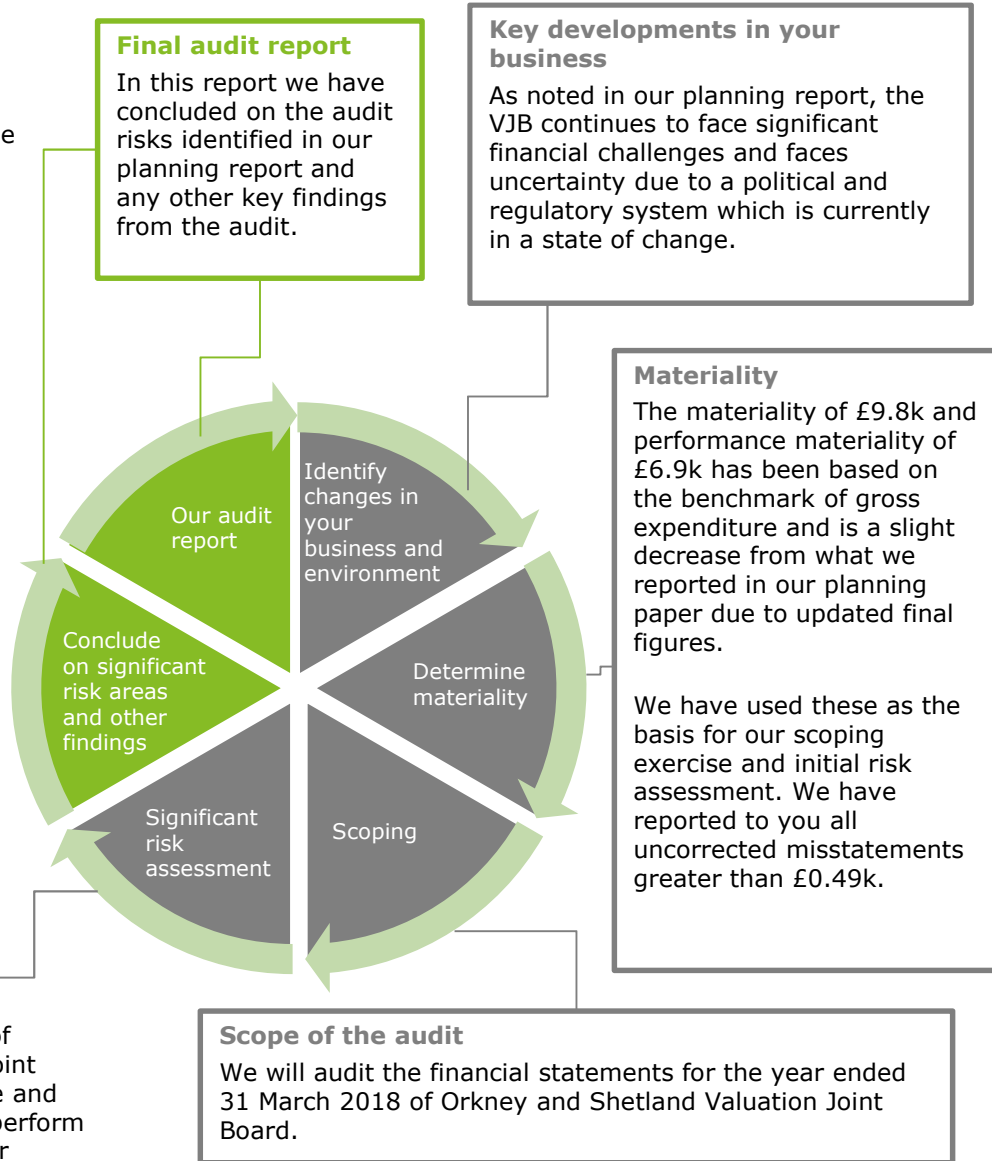 Final audit report
In this report we have
concluded on the audit
risks identified in our
planning report and
any other key findings
from the audit.
Key developments in your
business
As noted in our planning report, the
VJB continues to face significant
financial challenges and faces
uncertainty due to a political and
regulatory system which is currently
in a state of change.
Materiality
The materiality of £9.8k and
performance materiality of
£6.9k has been based on
the benchmark of gross
expenditure and is a slight
decrease from what we
reported in our planning
paper due to updated final
figures.
We have used these as the
basis for our scoping
exercise and initial risk
assessment. We have
reported to you all
uncorrected misstatements
greater than £0.49k.
Our audit
report
Identify
changes in
your
business and
environment
Conclude
on significant
risk areas
and other
findings
Determine
materiality
Significant
risk
assessment
Scoping
Scope of the audit
We will audit the financial statements for the year ended
31 March 2018 of Orkney and Shetland Valuation Joint
Board.
of
and
perform